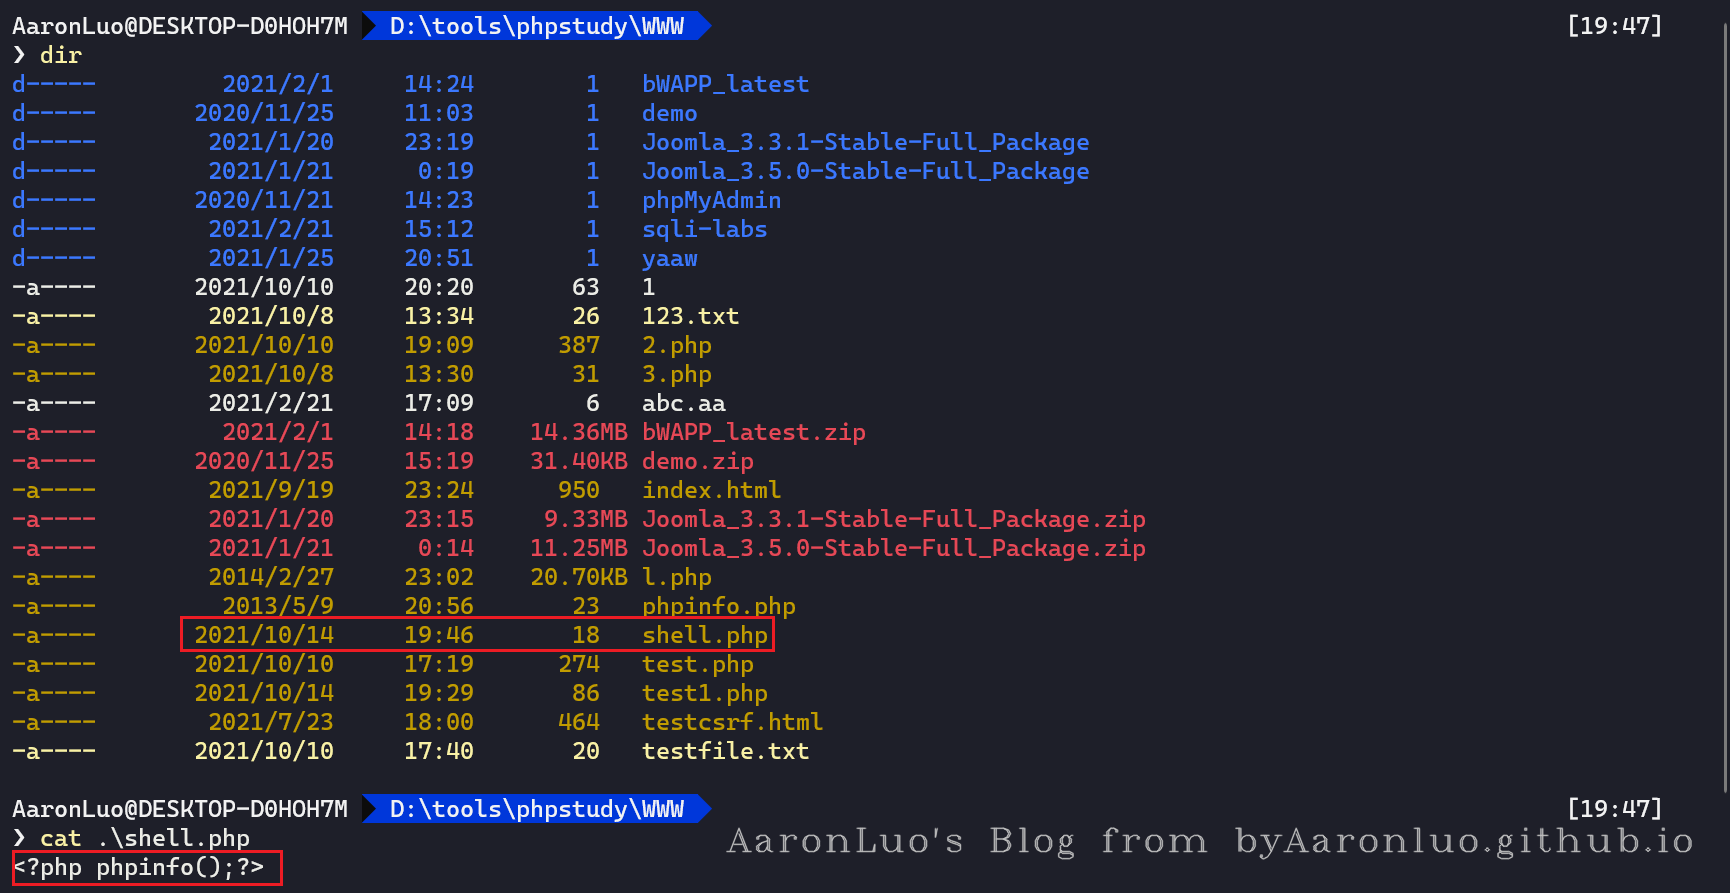 AaronLuo@DESKTOP-D0HOH7M D:\tools\phpstudy\WWW [19:47]
❯ dir
d----- 2021/2/1 14:24 1 bWAPP_latest
d----- 2020/11/25 11:03 1 demo
d----- 2021/1/20 23:19 1 Joomla_3.3.1-Stable-Full_Package
d----- 2021/1/21 0:19 1 Joomla_3.5.0-Stable-Full_Package
d----- 2020/11/21 14:23 1 phpMyAdmin
d----- 2021/2/21 15:12 1 sqli-labs
d----- 2021/1/25 20:51 1 yaaw
-a---- 2021/10/10 20:20 63 1
-a---- 2021/10/8 13:34 26 123.txt
-a---- 2021/10/10 19:09 387 2.php
-a---- 2021/10/8 13:30 31 3.php
-a---- 2021/2/21 17:09 6 abc.aa
-a---- 2021/2/1 14:18 14.36MB bWAPP_latest.zip
-a---- 2020/11/25 15:19 31.40KB demo.zip
-a---- 2021/9/19 23:24 950 index.html
-a---- 2021/1/20 23:15 9.33MB Joomla_3.3.1-Stable-Full_Package.zip
-a---- 2021/1/21 0:14 11.25MB Joomla_3.5.0-Stable-Full_Package.zip
-a---- 2014/2/27 23:02 20.70KB l.php
-a---- 2013/5/9 20:56 23 phpinfo.php
-a---- 2021/10/14 19:46 18 shell.php
-a---- 2021/10/10 17:19 274 test.php
-a---- 2021/10/14 19:29 86 test1.php
-a---- 2021/7/23 18:00 464 testcsrf.html
-a---- 2021/10/10 17:40 20 testfile.txt
AaronLuo@DESKTOP-D0HOH7M D:\tools\phpstudy\WWW [19:47]
❯ cat .\shell.php
AaronLuo's Blog from byAaronluo.github.io
<?php phpinfo();?>